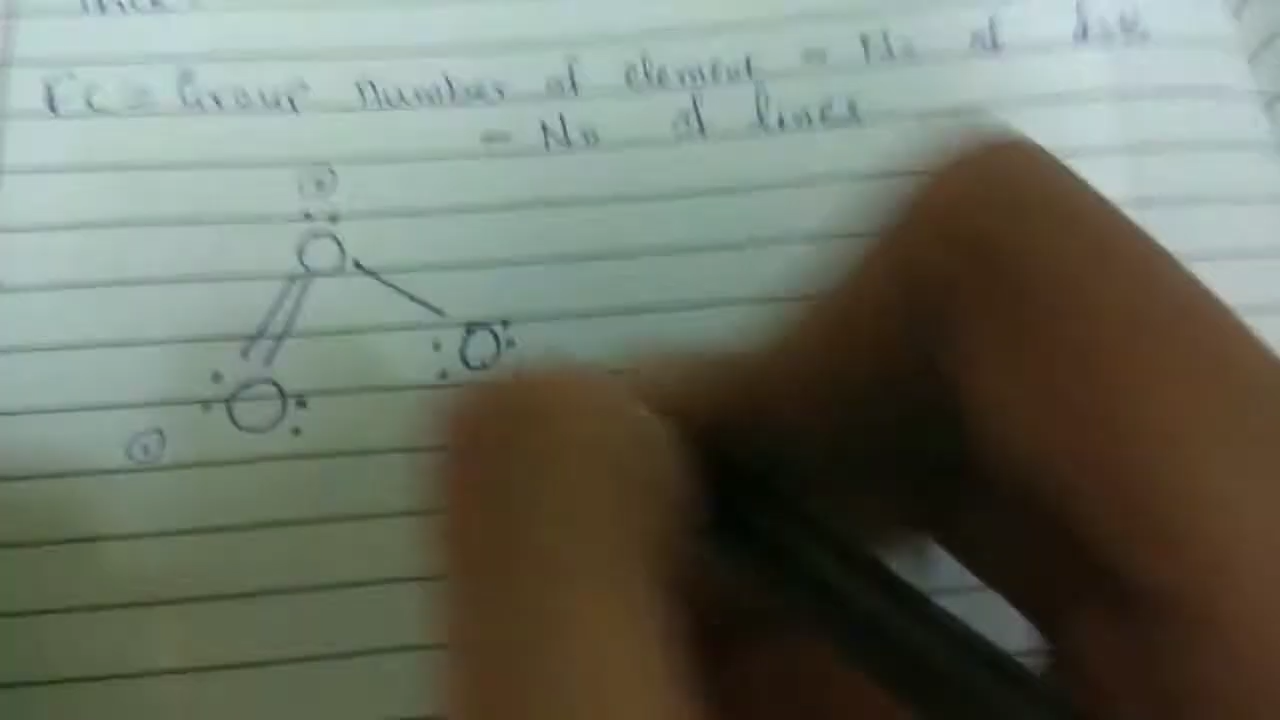 FC = Group Number of element - No of dots
- No of lines
O
O
O